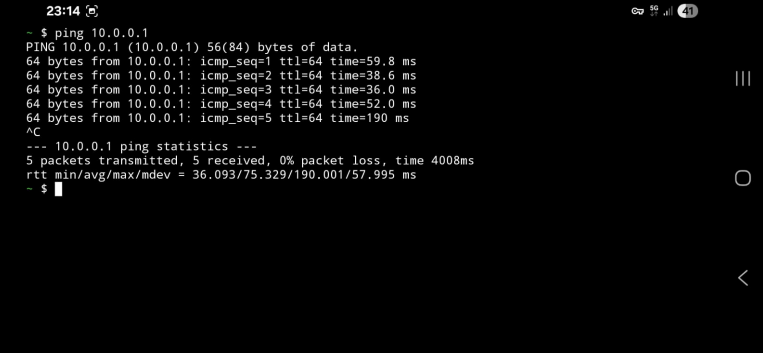 23:14 5G 41
~ $ ping 10.0.0.1
PING 10.0.0.1 (10.0.0.1) 56(84) bytes of data.
64 bytes from 10.0.0.1: icmp_seq=1 ttl=64 time=59.8 ms
64 bytes from 10.0.0.1: icmp_seq=2 ttl=64 time=38.6 ms
64 bytes from 10.0.0.1: icmp_seq=3 ttl=64 time=36.0 ms
64 bytes from 10.0.0.1: icmp_seq=4 ttl=64 time=52.0 ms
64 bytes from 10.0.0.1: icmp_seq=5 ttl=64 time=190 ms
^C
--- 10.0.0.1 ping statistics ---
5 packets transmitted, 5 received, 0% packet loss, time 4008ms
rtt min/avg/max/mdev = 36.093/75.329/190.001/57.995 ms
~ $